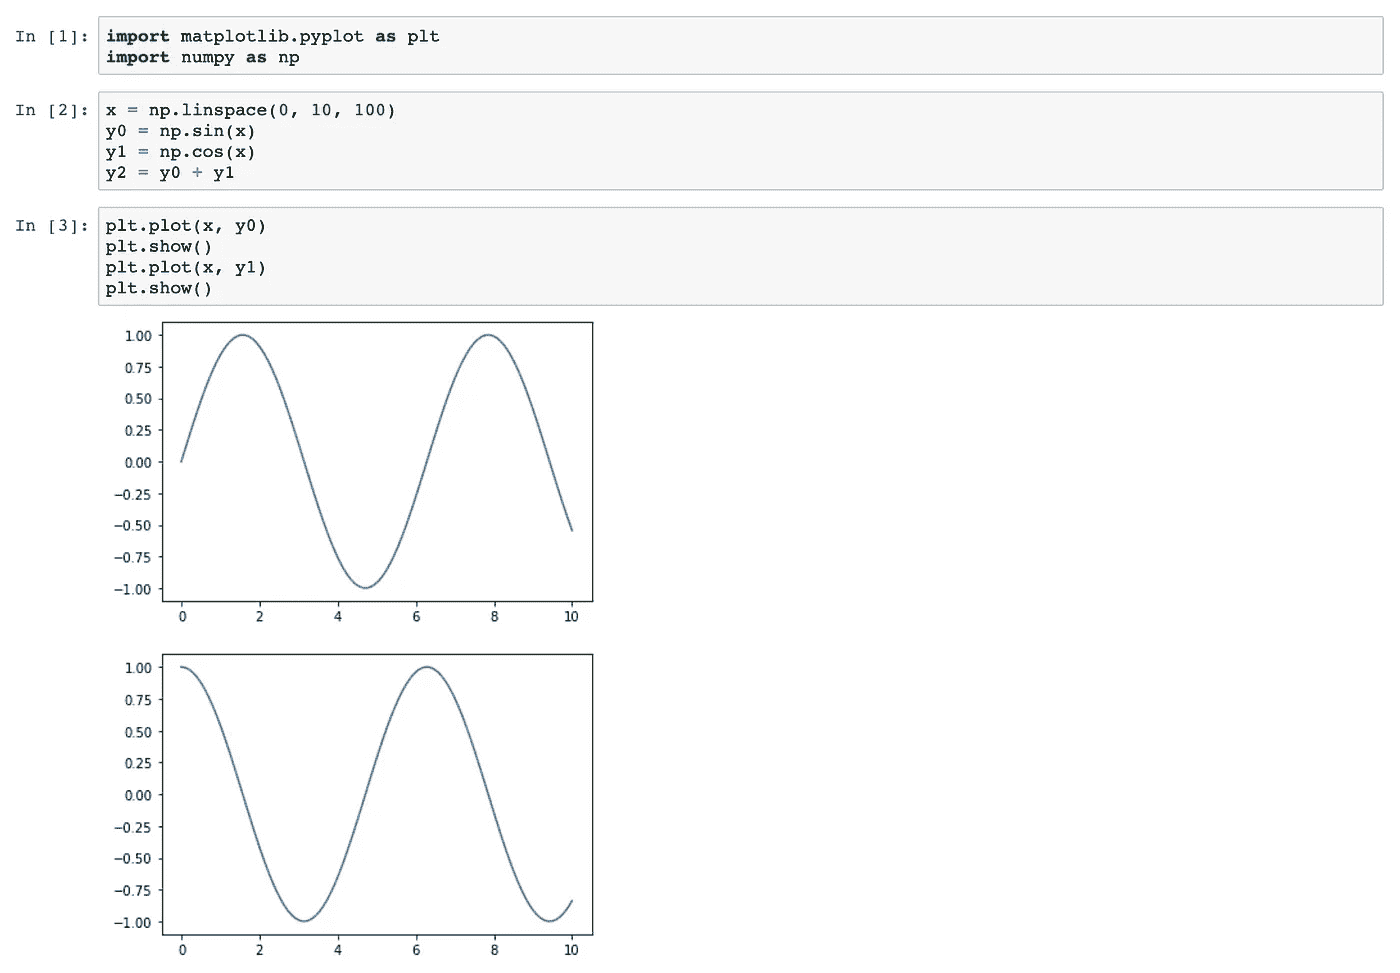 In [1]: import matplotlib.pyplot as plt
import numpy as np
In [2]: x = np.linspace(0, 10, 100)
y0 = np.sin(x)
y1 = np.cos(x)
y2 = y0 + y1
In [3]: plt.plot(x, y0)
plt.show()
plt.plot(x, y1)
plt.show()
1.00
0.75
0.50
0.25
0.00
−0.25
−0.50
−0.75
−1.00
0 2 4 6 8 10
1.00
0.75
0.50
0.25
0.00
−0.25
−0.50
−0.75
−1.00
0 2 4 6 8 10